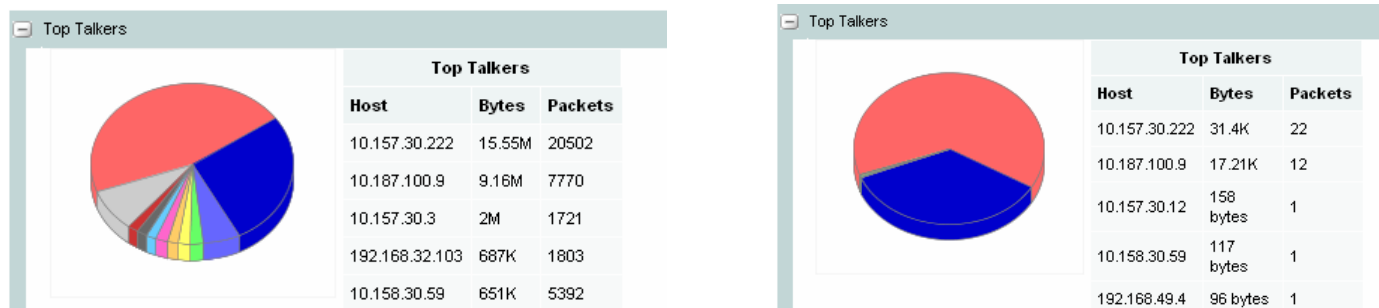 Top Talkers
Top Talkers
Host Bytes Packets
10.157.30.222 15.55M 20502
10.187.100.9 9.16M 7770
10.157.30.3 2M 1721
192.168.32.103 687K 1803
10.158.30.59 651K 5392
Top Talkers
Top Talkers
Host Bytes Packets
10.157.30.222 31.4K 22
10.187.100.9 17.21K 12
10.157.30.12 158 bytes 1
10.158.30.59 117 bytes 1
192.168.49.4 96 bytes 1